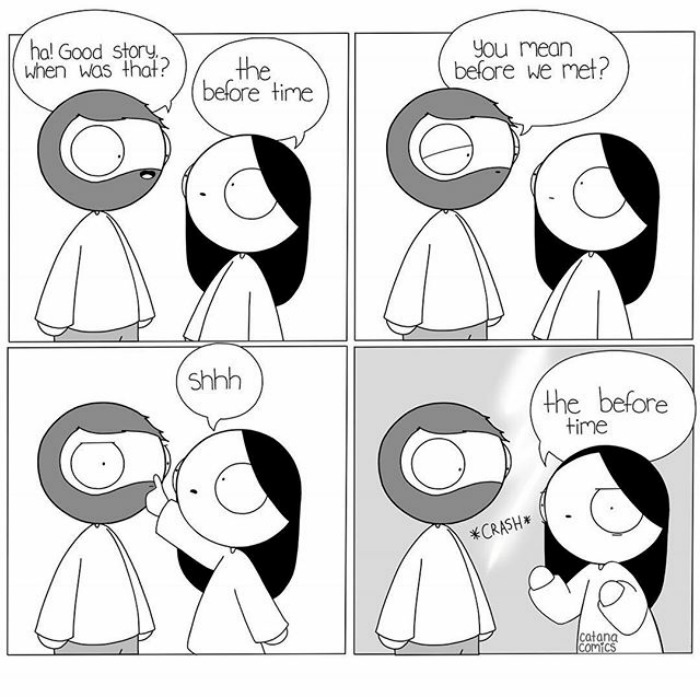 ha! Good story,
when was that?
the
before time
you mean
before we met?
shhh
the before
time
*CRASH*
catana
comics